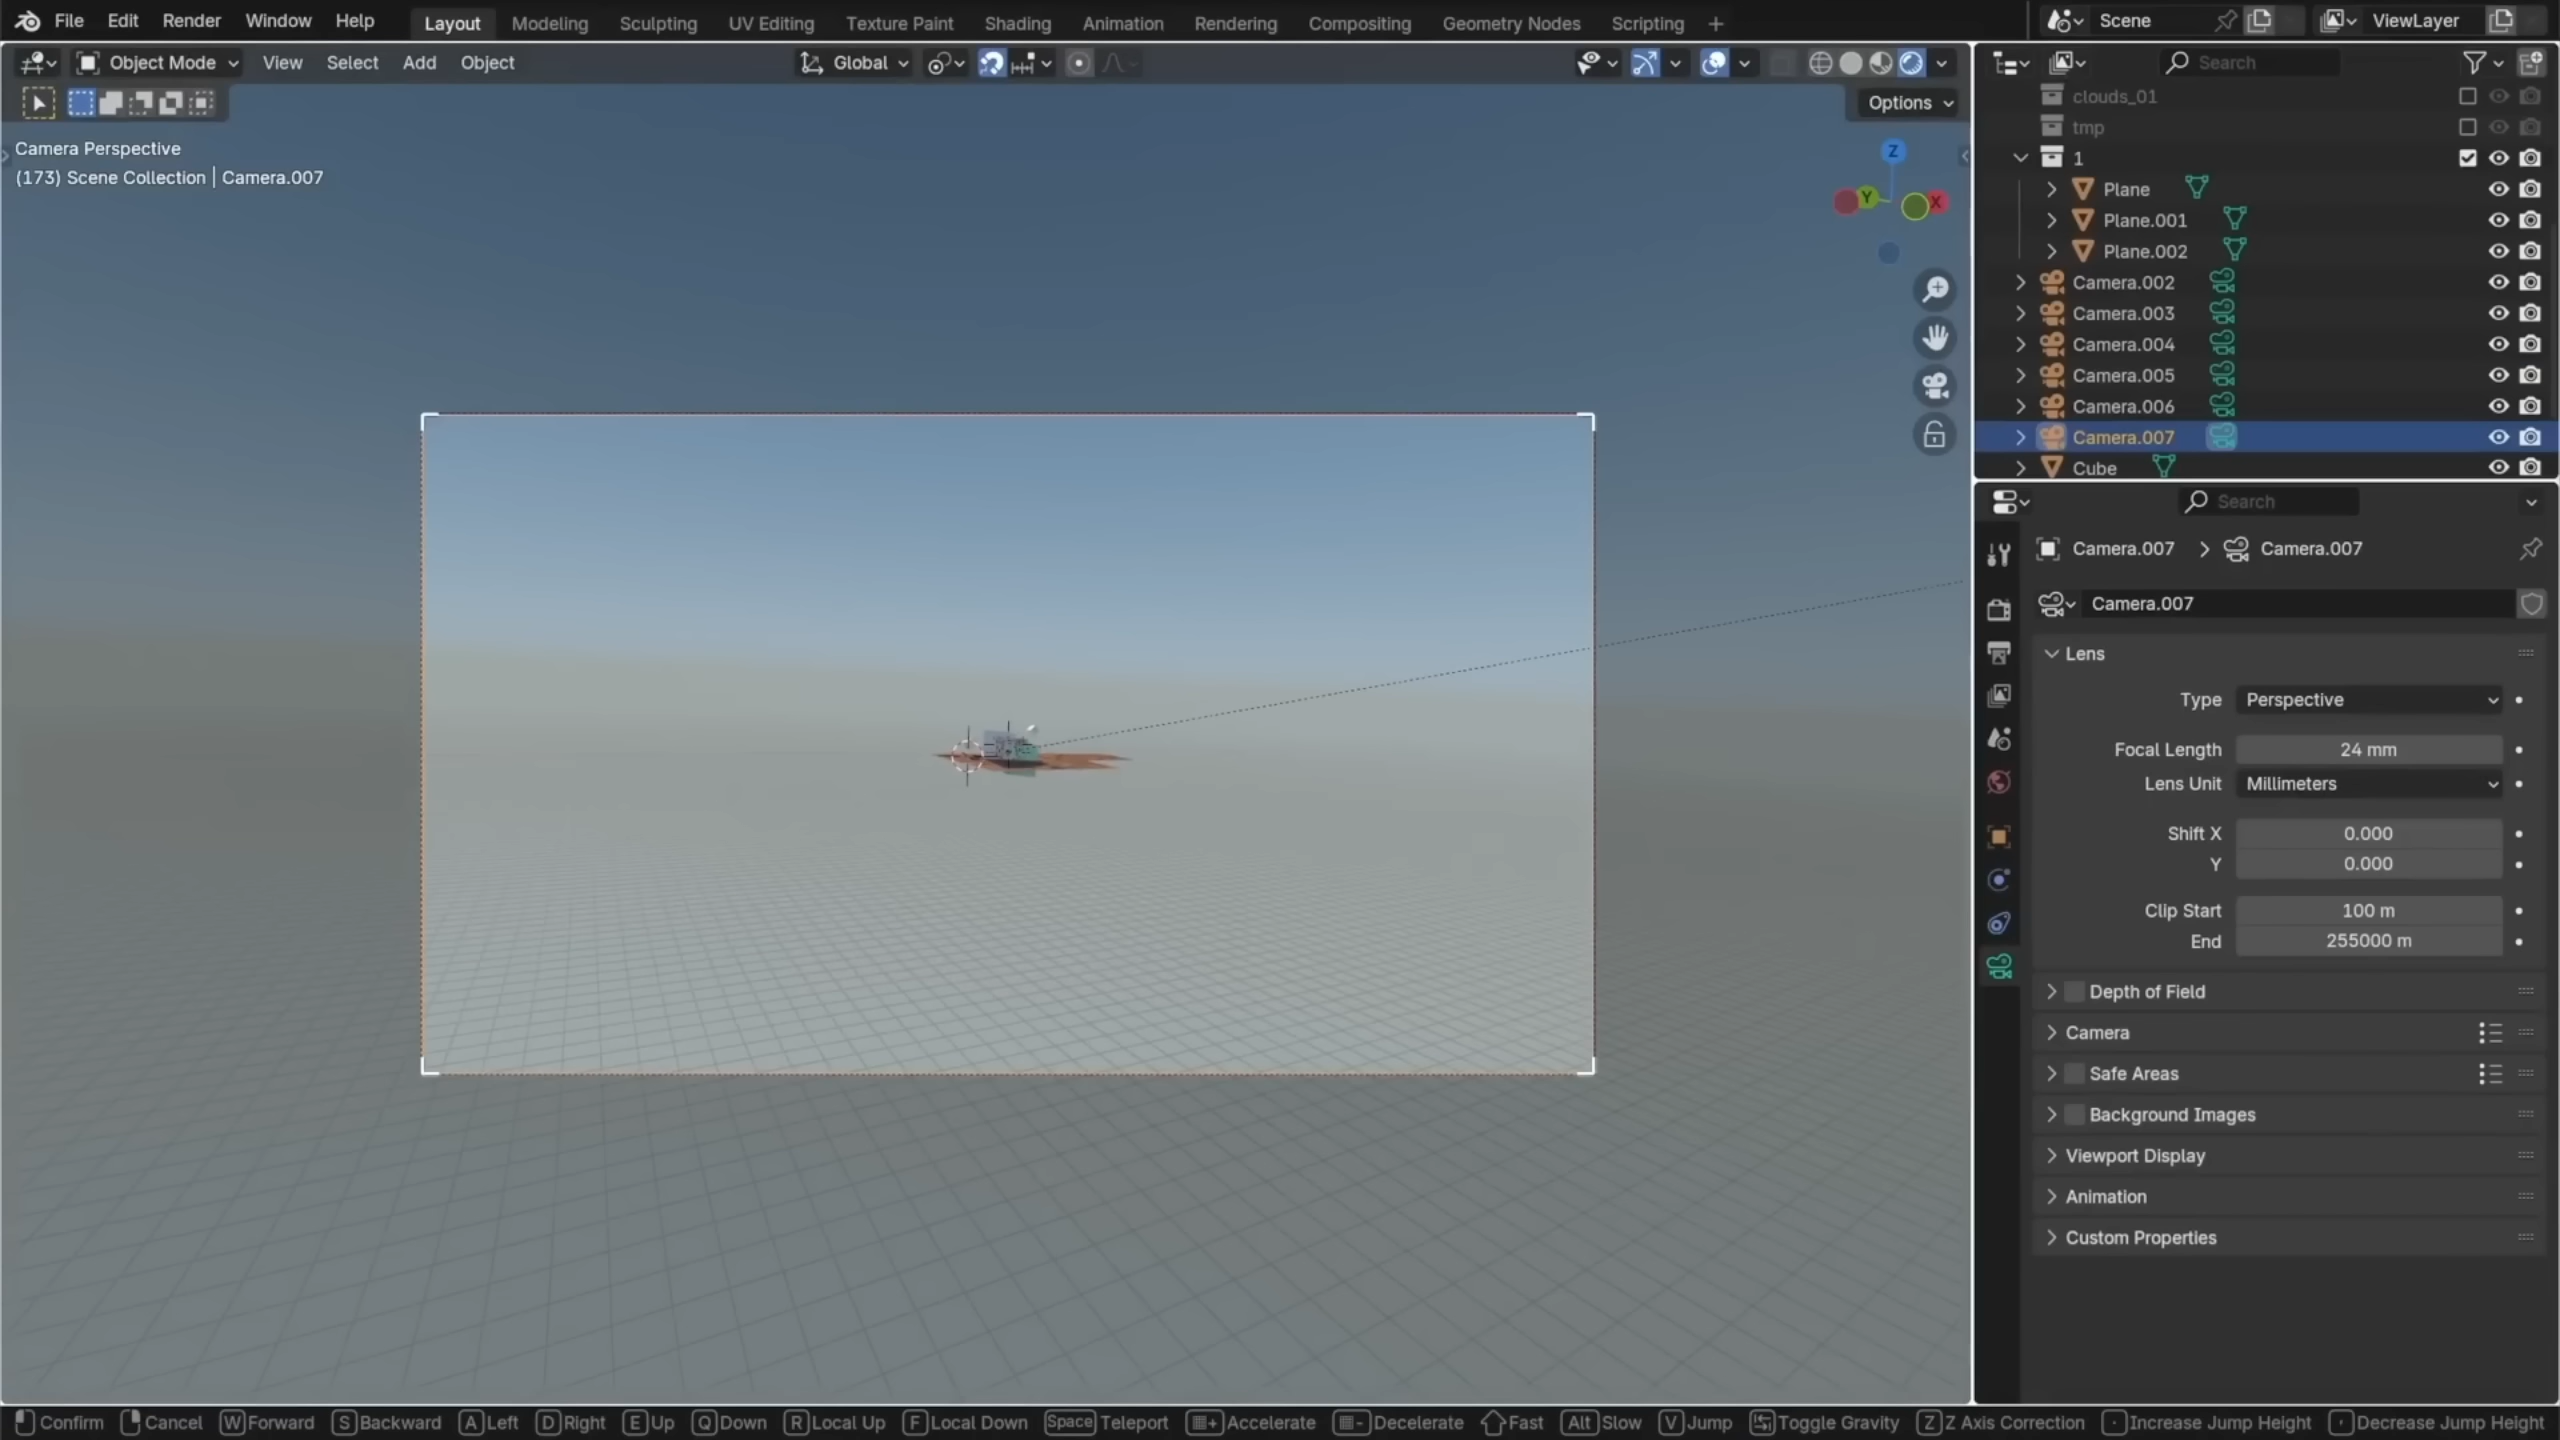 File Edit Render Window Help Layout Modeling Sculpting UV Editing Texture Paint Shading Animation Rendering Compositing Geometry Nodes Scripting + Scene ViewLayer
Object Mode View Select Add Object Global Search
Options
Camera Perspective
(173) Scene Collection | Camera.007
Z
Y X
clouds_01
tmp
1
Plane
Plane.001
Plane.002
Camera.002
Camera.003
Camera.004
Camera.005
Camera.006
Camera.007
Cube
Search
Camera.007 > Camera.007
Camera.007
Lens
Type Perspective
Focal Length 24 mm
Lens Unit Millimeters
Shift X 0.000
Y 0.000
Clip Start 100 m
End 255000 m
Depth of Field
Camera
Safe Areas
Background Images
Viewport Display
Animation
Custom Properties
Confirm Cancel W Forward S Backward A Left D Right E Up Q Down R Local Up F Local Down Space Teleport + Accelerate - Decelerate Fast Alt Slow V Jump Toggle Gravity Z Z Axis Correction . Increase Jump Height , Decrease Jump Height